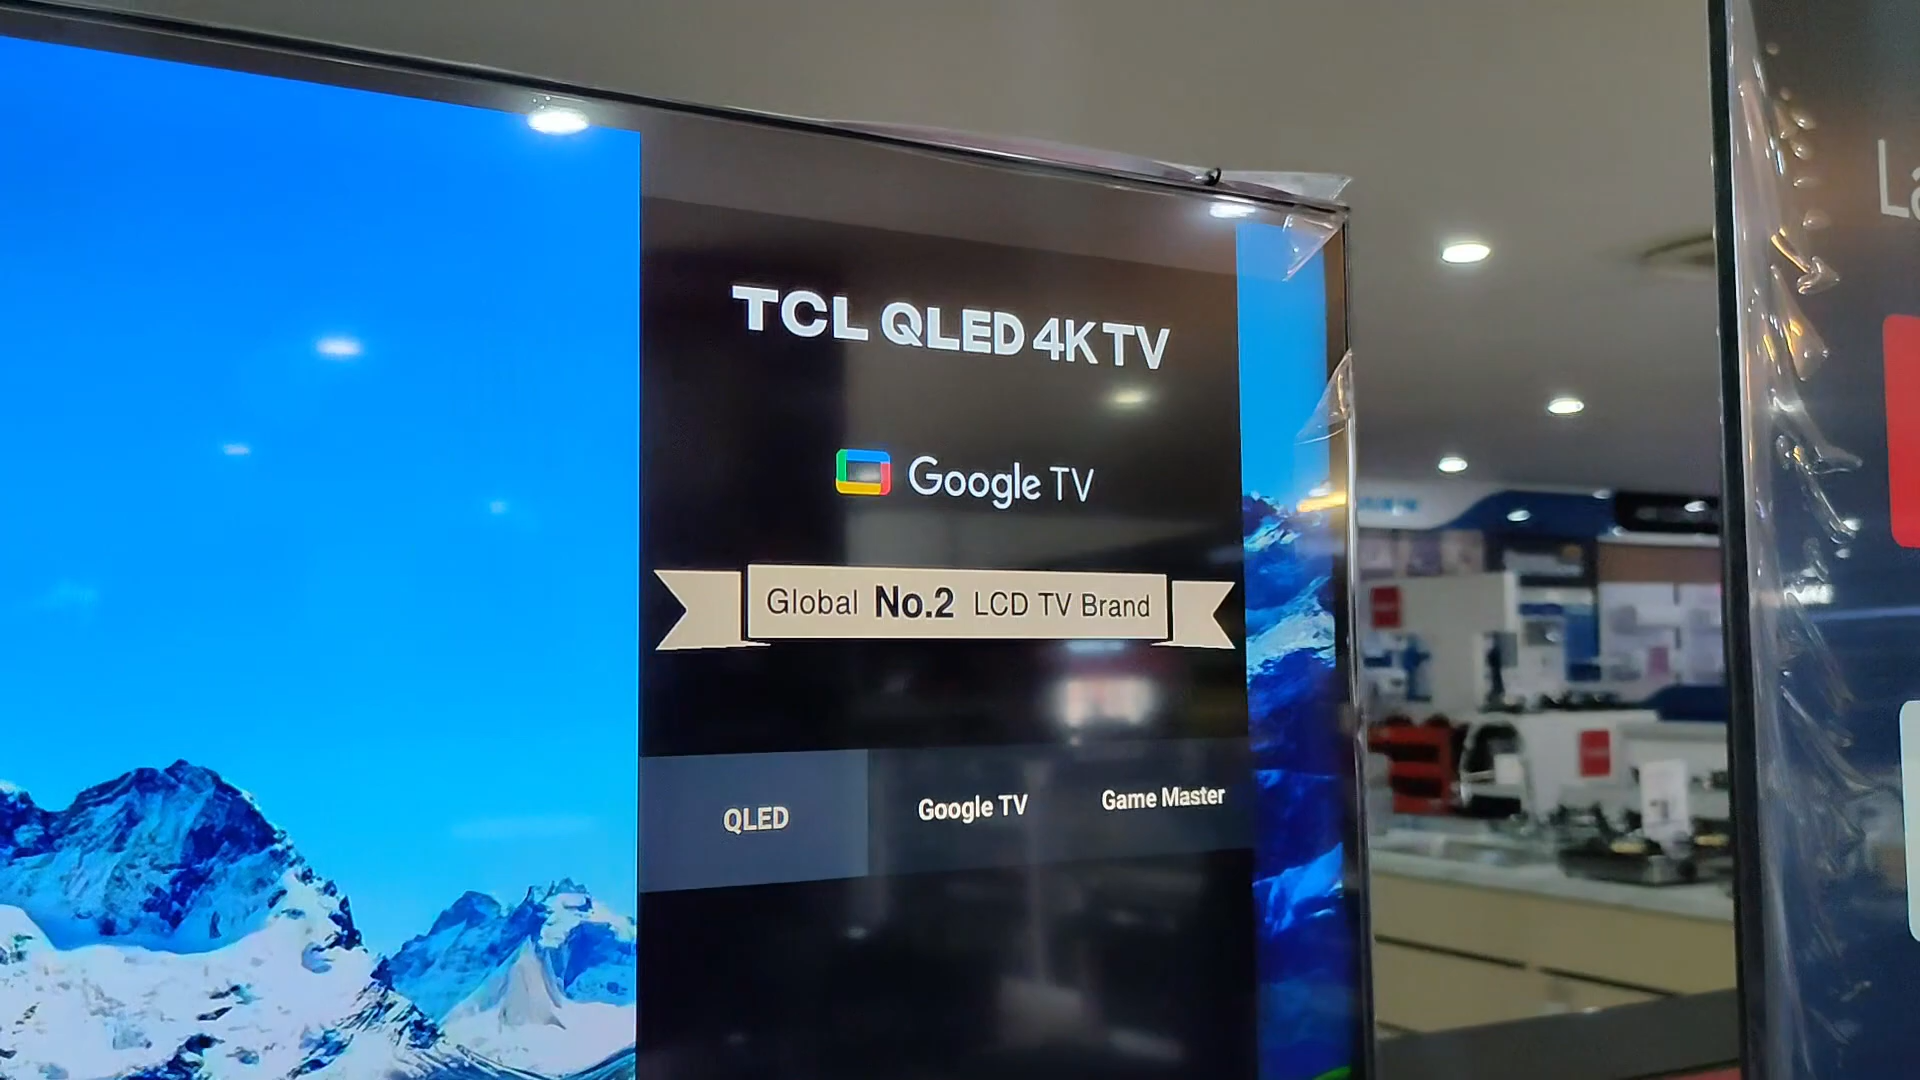 TCL QLED 4K TV
Google TV
Global No.2 LCD TV Brand
QLED
Google TV
Game Master